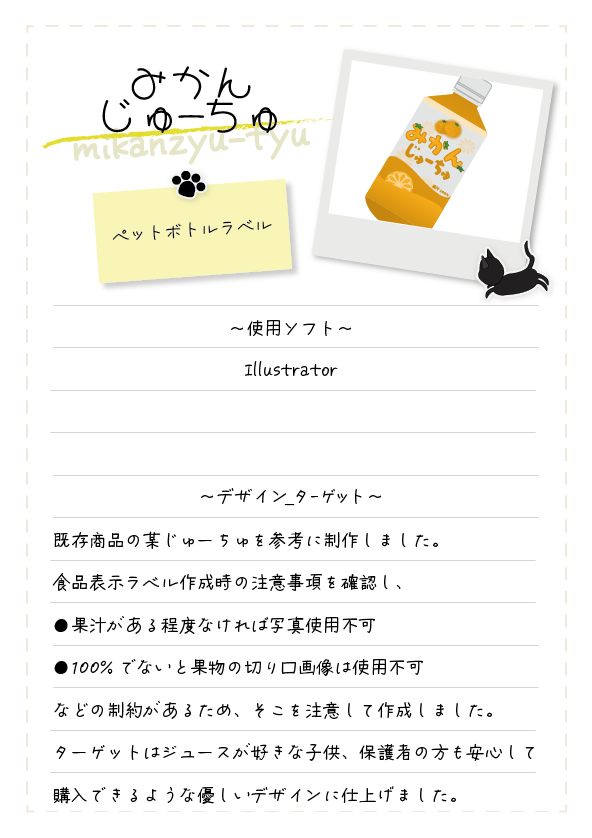 みかん
じゅーちゅ
mikanzyu-tyu
みかん
じゅーちゅ
ペットボトルラベル
～使用ソフト～
Illustrator
～デザイン_ターゲット～
既存商品の葉じゅーちゅを参考に制作しました。
食品表示ラベル作成時の注意事項を確認し、
●果汁がある程度なければ写真使用不可
●100% でないと果物の切り口画像は使用不可
などの制約があるため、そこを注意して作成しました。
ターゲットはジュースが好きな子供、保護者の方も安心して
購入できるような優しいデザインに仕上げました。